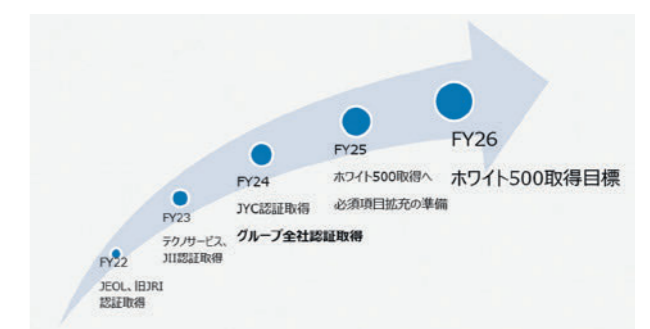 FY22
JEOL、旧JRI
認証取得
FY23
テクノサービス、
JII認証取得
FY24
JYC認証取得
グループ全社認証取得
FY25
ホワイト500取得へ
必須項目拡充の準備
FY26
ホワイト500取得目標